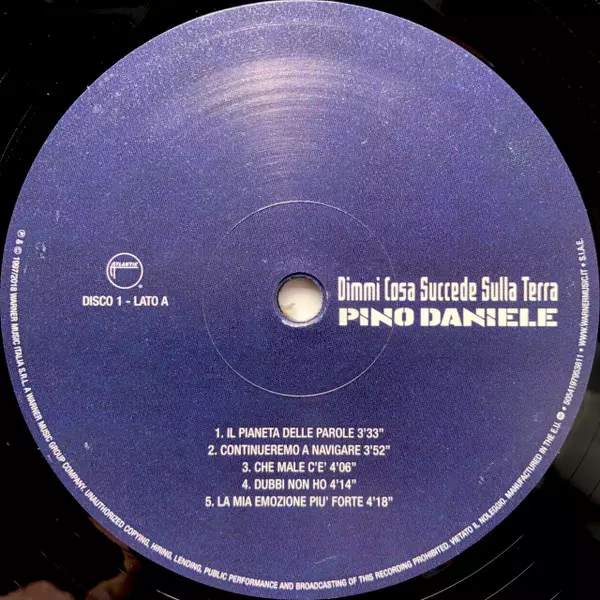 ATLANTIC
DISCO 1 - LATO A
Dimmi Cosa Succede Sulla Terra
PINO DANIELE
1. IL PIANETA DELLE PAROLE 3'33"
2. CONTINUEREMO A NAVIGARE 3'52"
3. CHE MALE C'E' 4'06"
4. DUBBI NON HO 4'14"
5. LA MIA EMOZIONE PIU' FORTE 4'18"
℗ & © 1997/2018 WARNER MUSIC ITALIA S.R.L. A WARNER MUSIC GROUP COMPANY. UNAUTHORIZED COPYING, HIRING, LENDING, PUBLIC PERFORMANCE AND BROADCASTING OF THIS RECORDING PROHIBITED. VIETATO IL NOLEGGIO. MANUFACTURED IN THE E.U. • 5054197953811 • WWW.WARNERMUSIC.IT • S.I.A.E.